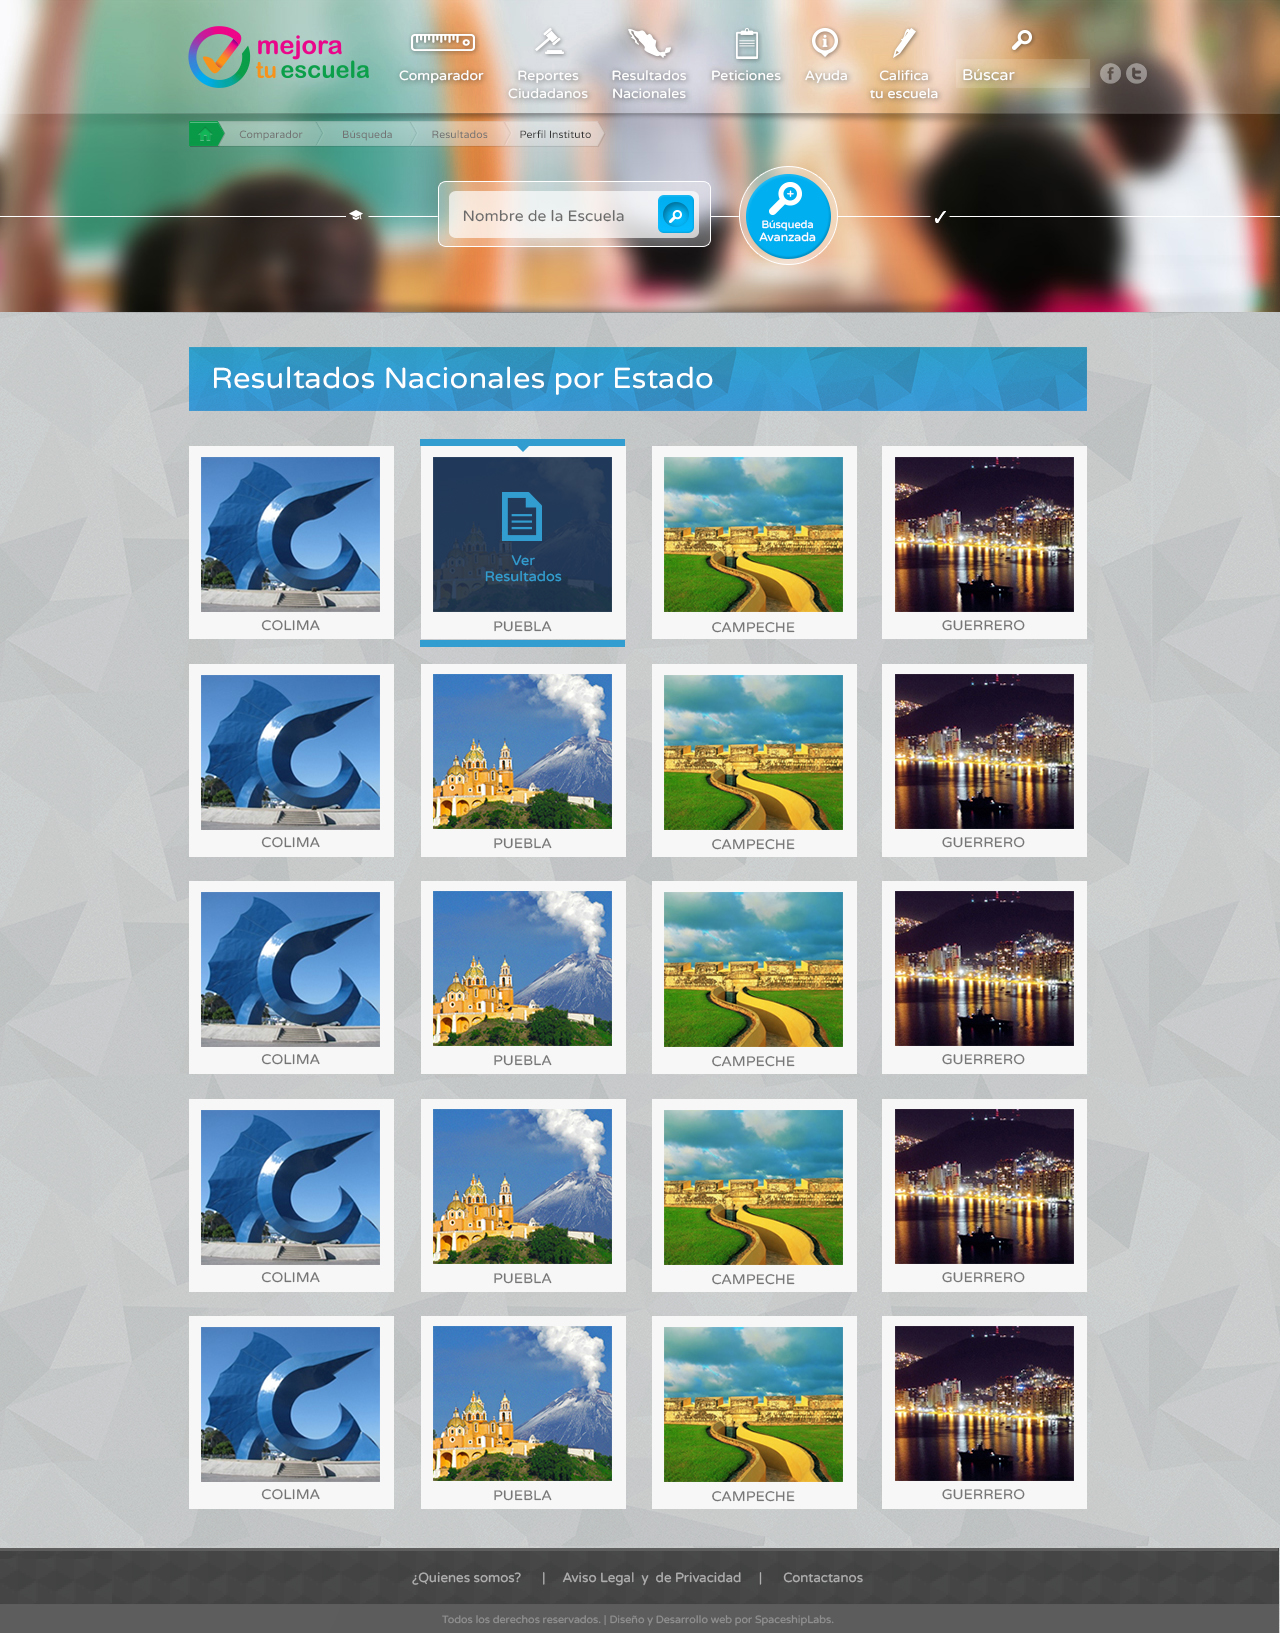 mejora
tu escuela
Comparador
Reportes
Ciudadanos
Resultados
Nacionales
Peticiones
Ayuda
Califica
tu escuela
Búscar
Comparador
Búsqueda
Resultados
Perfil Instituto
Nombre de la Escuela
Búsqueda
Avanzada
Resultados Nacionales por Estado
Ver
Resultados
COLIMA
PUEBLA
CAMPECHE
GUERRERO
COLIMA
PUEBLA
CAMPECHE
GUERRERO
COLIMA
PUEBLA
CAMPECHE
GUERRERO
COLIMA
PUEBLA
CAMPECHE
GUERRERO
COLIMA
PUEBLA
CAMPECHE
GUERRERO
¿Quienes somos? | Aviso Legal y de Privacidad | Contactanos
Todos los derechos reservados. | Diseño y Desarrollo web por SpaceshipLabs.